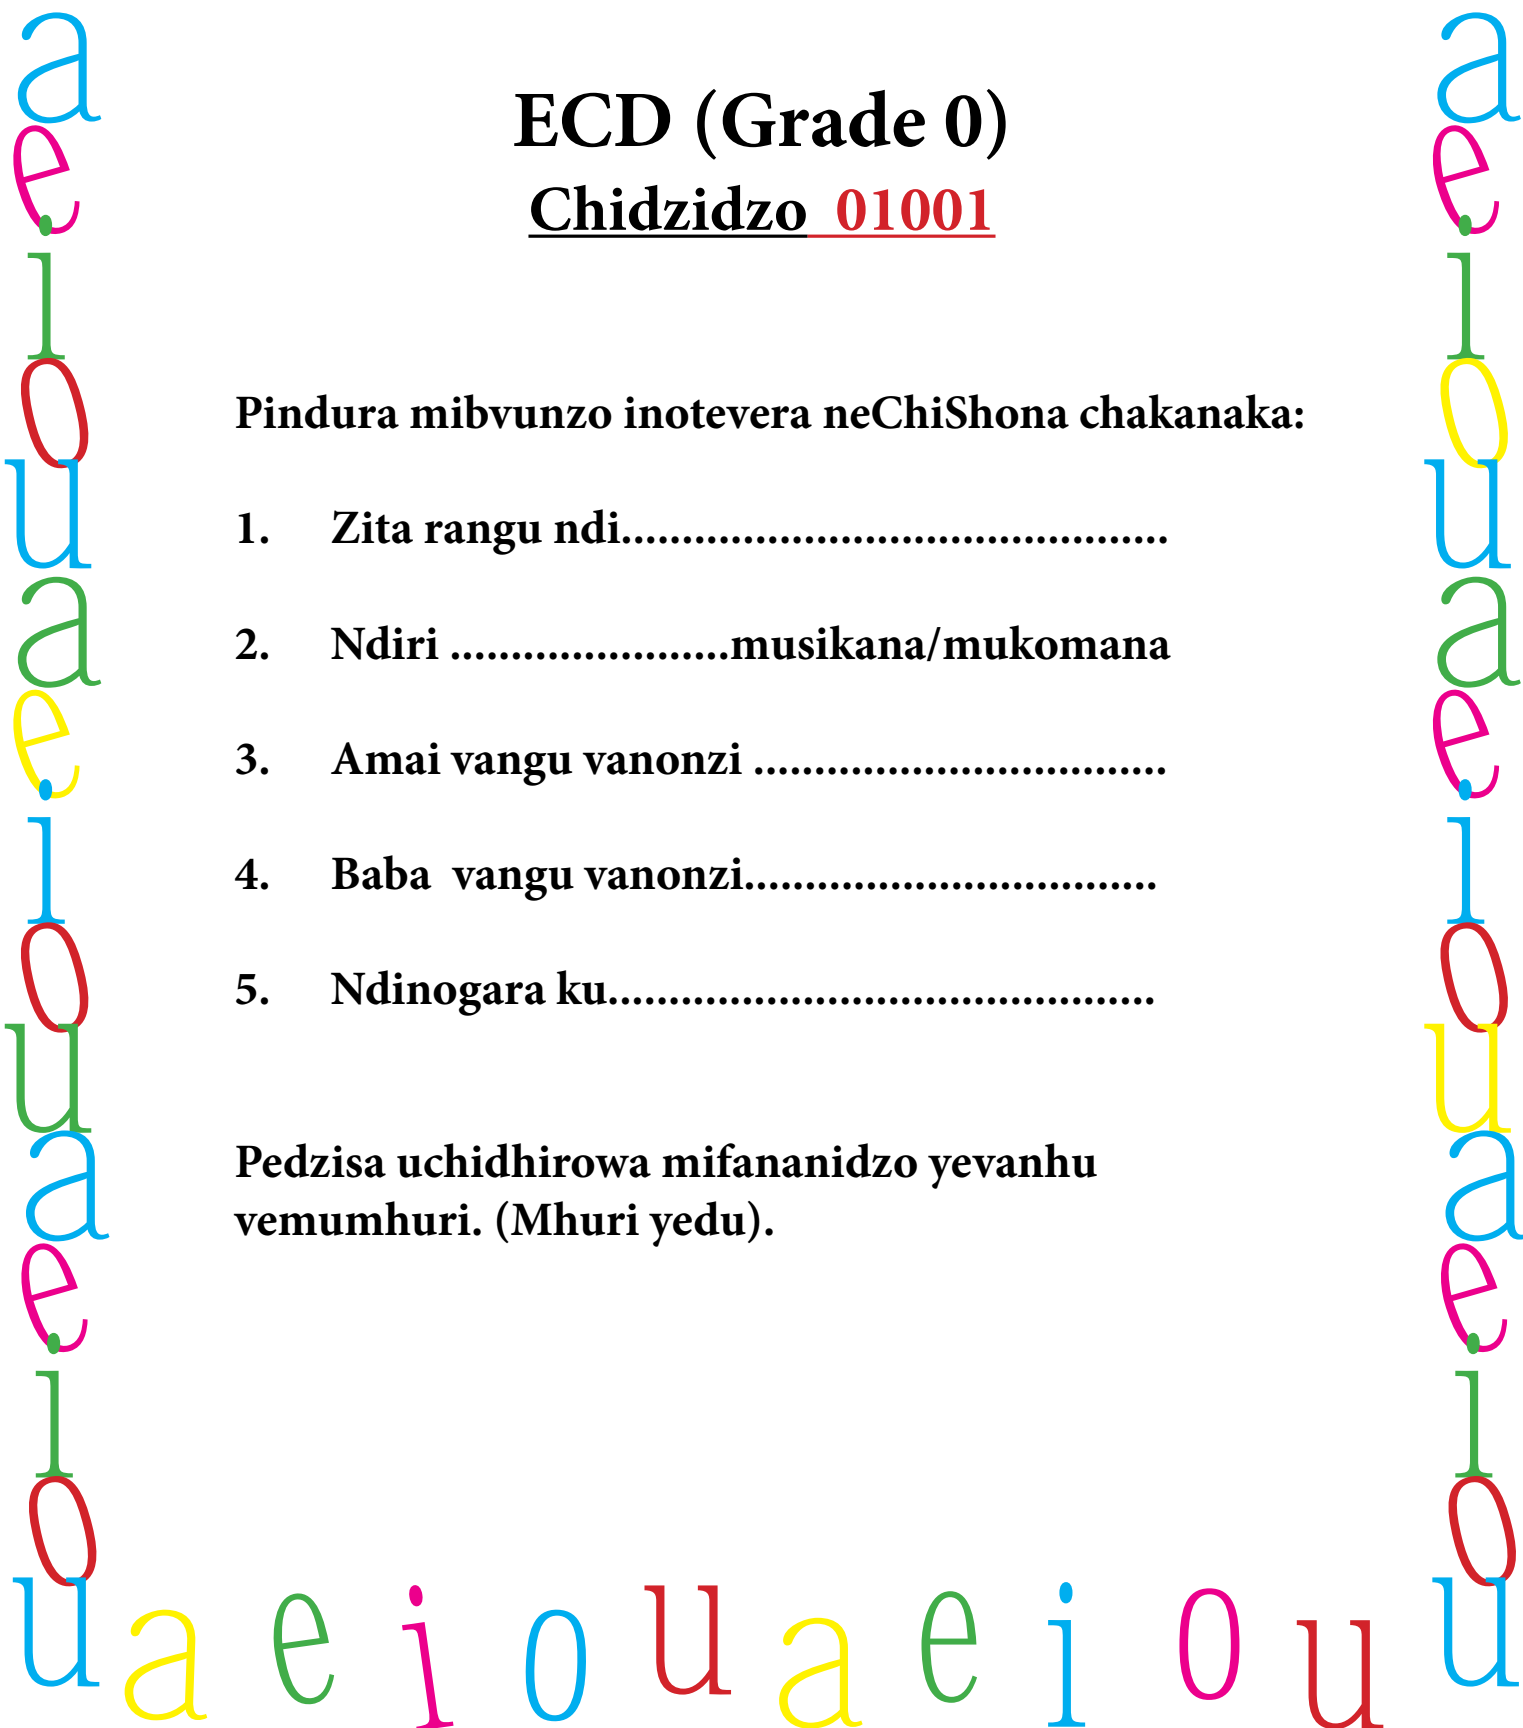 ECD (Grade 0)
Chidzidzo 01001
Pindura mibvunzo inotevera neChiShona chakanaka:
1. Zita rangu ndi.............................................
2. Ndiri .......................musikana/mukomana
3. Amai vangu vanonzi ..................................
4. Baba vangu vanonzi..................................
5. Ndinogara ku.............................................
Pedzisa uchidhirowa mifananidzo yevanhu
vemumhuri. (Mhuri yedu).
a a
e e
i i
o o
u u
a a
e e
i i
o o
u u
a a
e e
i i
o o
u a e i o u a e i o u u